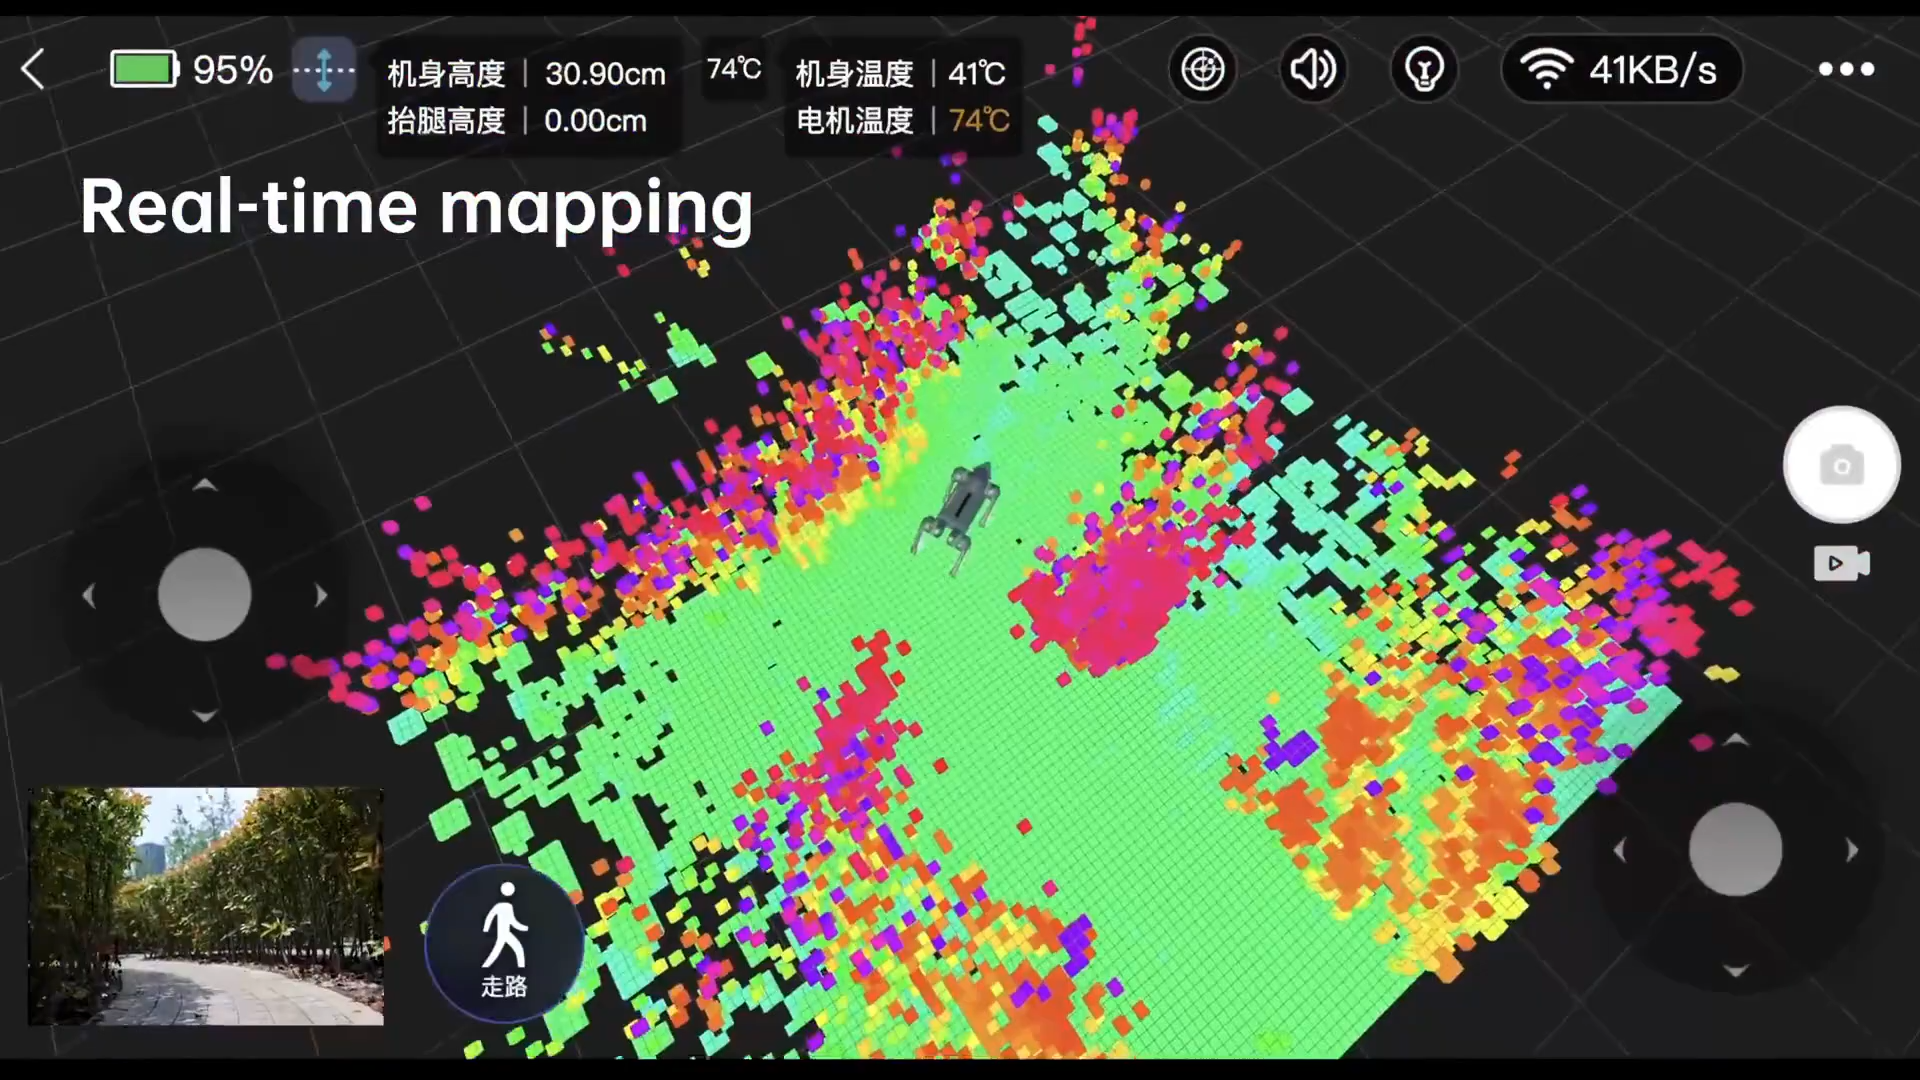 95%
机身高度 | 30.90cm
抬腿高度 | 0.00cm
74℃
机身温度 | 41℃
电机温度 | 74℃
41KB/s
Real-time mapping
走路